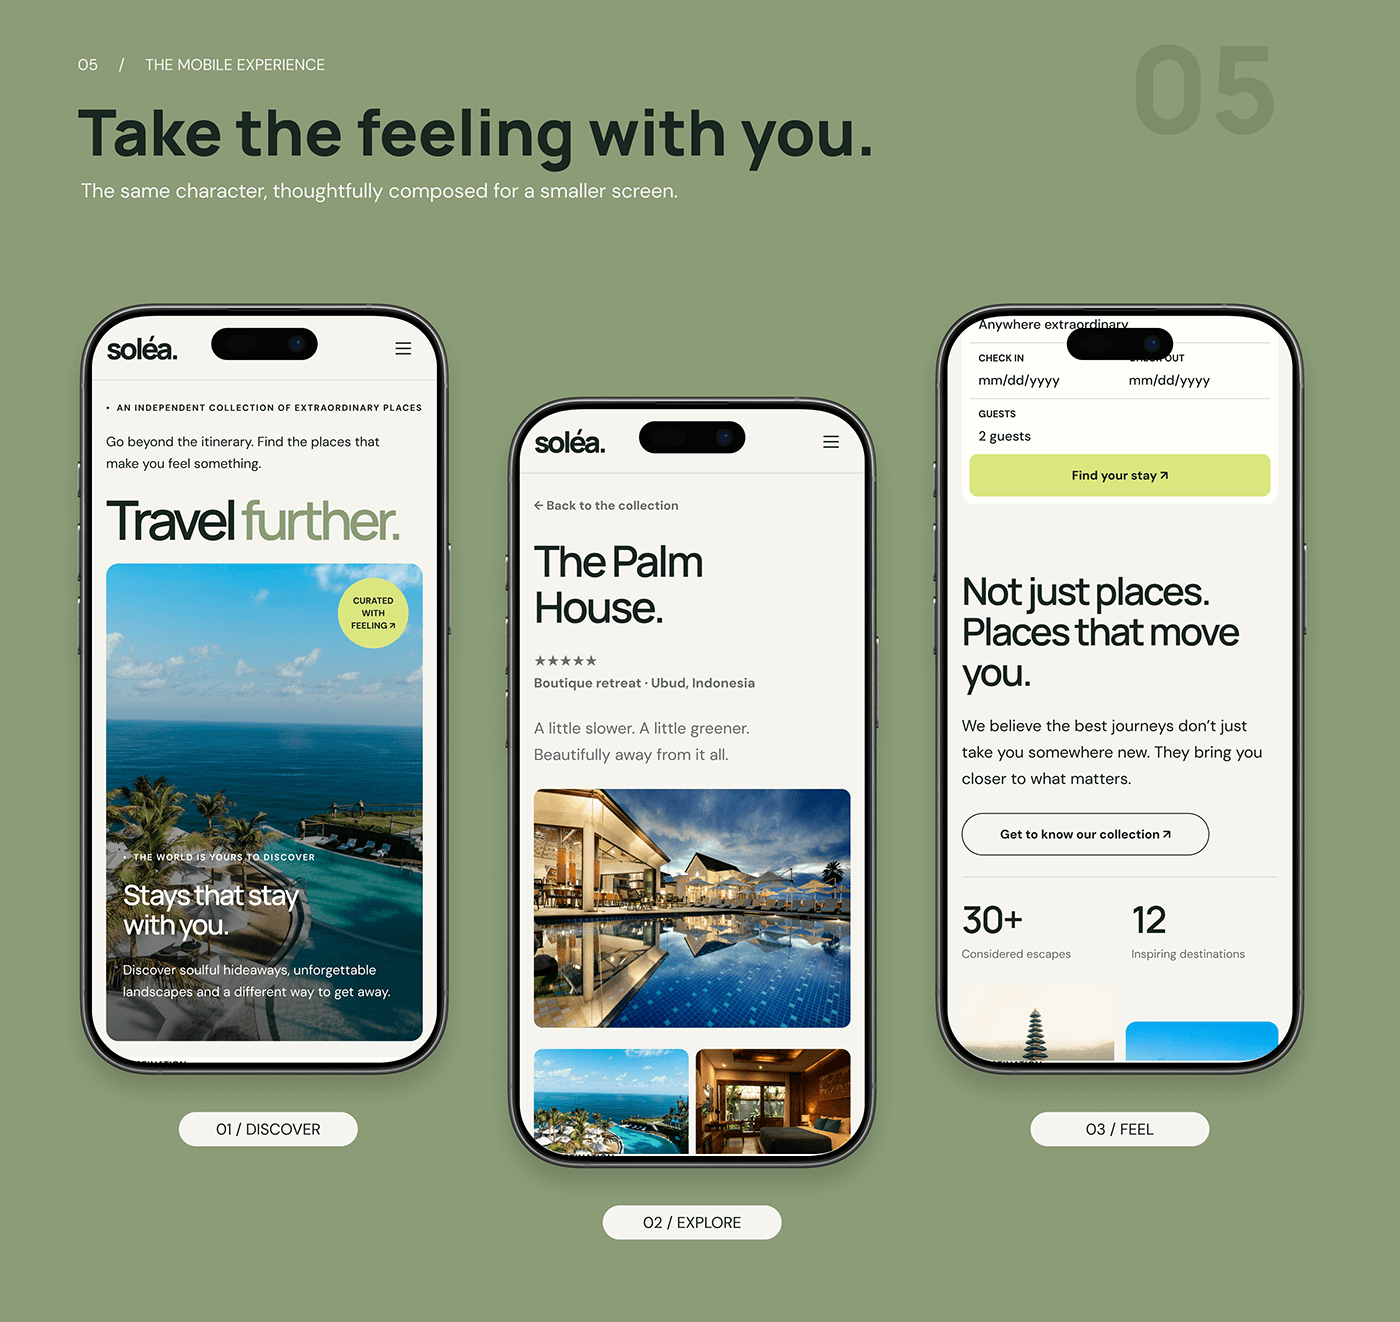 05 / THE MOBILE EXPERIENCE
05
Take the feeling with you.
The same character, thoughtfully composed for a smaller screen.
soléa.
• AN INDEPENDENT COLLECTION OF EXTRAORDINARY PLACES
Go beyond the itinerary. Find the places that
make you feel something.
Travel further.
CURATED
WITH
FEELING ↗
• THE WORLD IS YOURS TO DISCOVER
Stays that stay
with you.
Discover soulful hideaways, unforgettable
landscapes and a different way to get away.
01 / DISCOVER
soléa.
← Back to the collection
The Palm
House.
★★★★★
Boutique retreat · Ubud, Indonesia
A little slower. A little greener.
Beautifully away from it all.
02 / EXPLORE
Anywhere extraordinary
CHECK IN CHECK OUT
mm/dd/yyyy mm/dd/yyyy
GUESTS
2 guests
Find your stay ↗
Not just places.
Places that move
you.
We believe the best journeys don’t just
take you somewhere new. They bring you
closer to what matters.
Get to know our collection ↗
30+ 12
Considered escapes Inspiring destinations
03 / FEEL